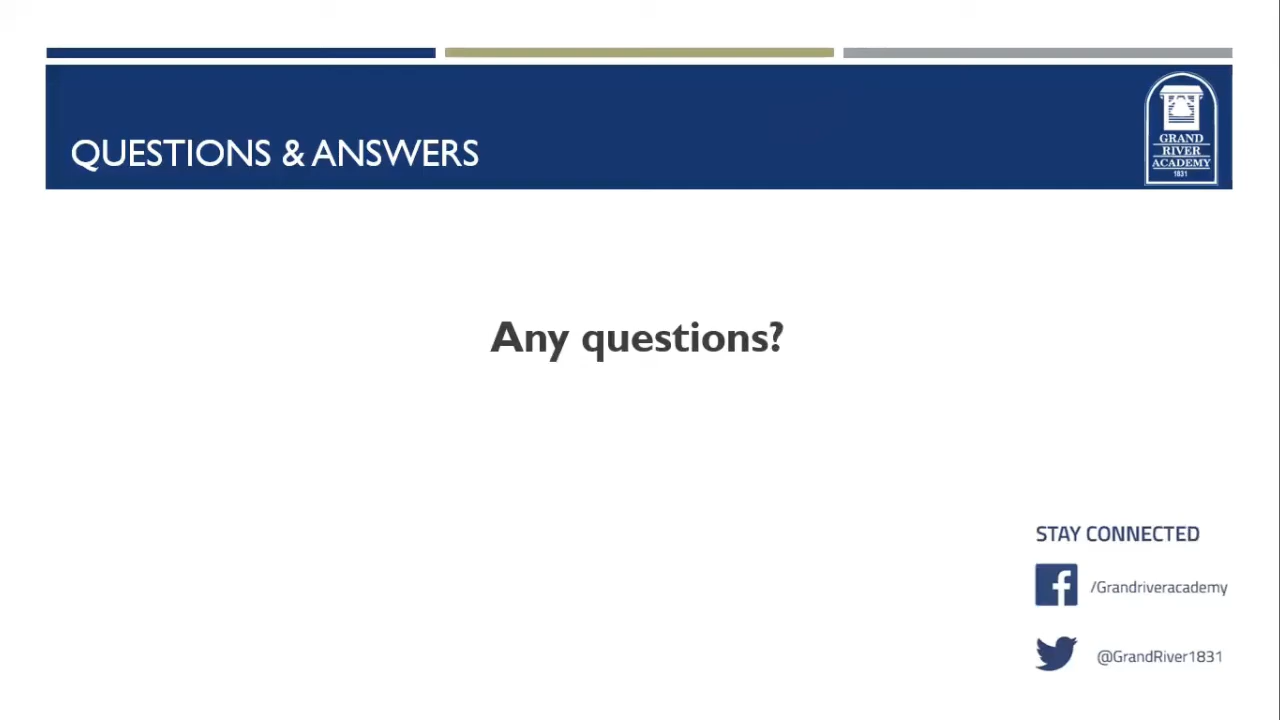 QUESTIONS & ANSWERS
GRAND
RIVER
ACADEMY
1831
Any questions?
STAY CONNECTED
/Grandriveracademy
@GrandRiver1831